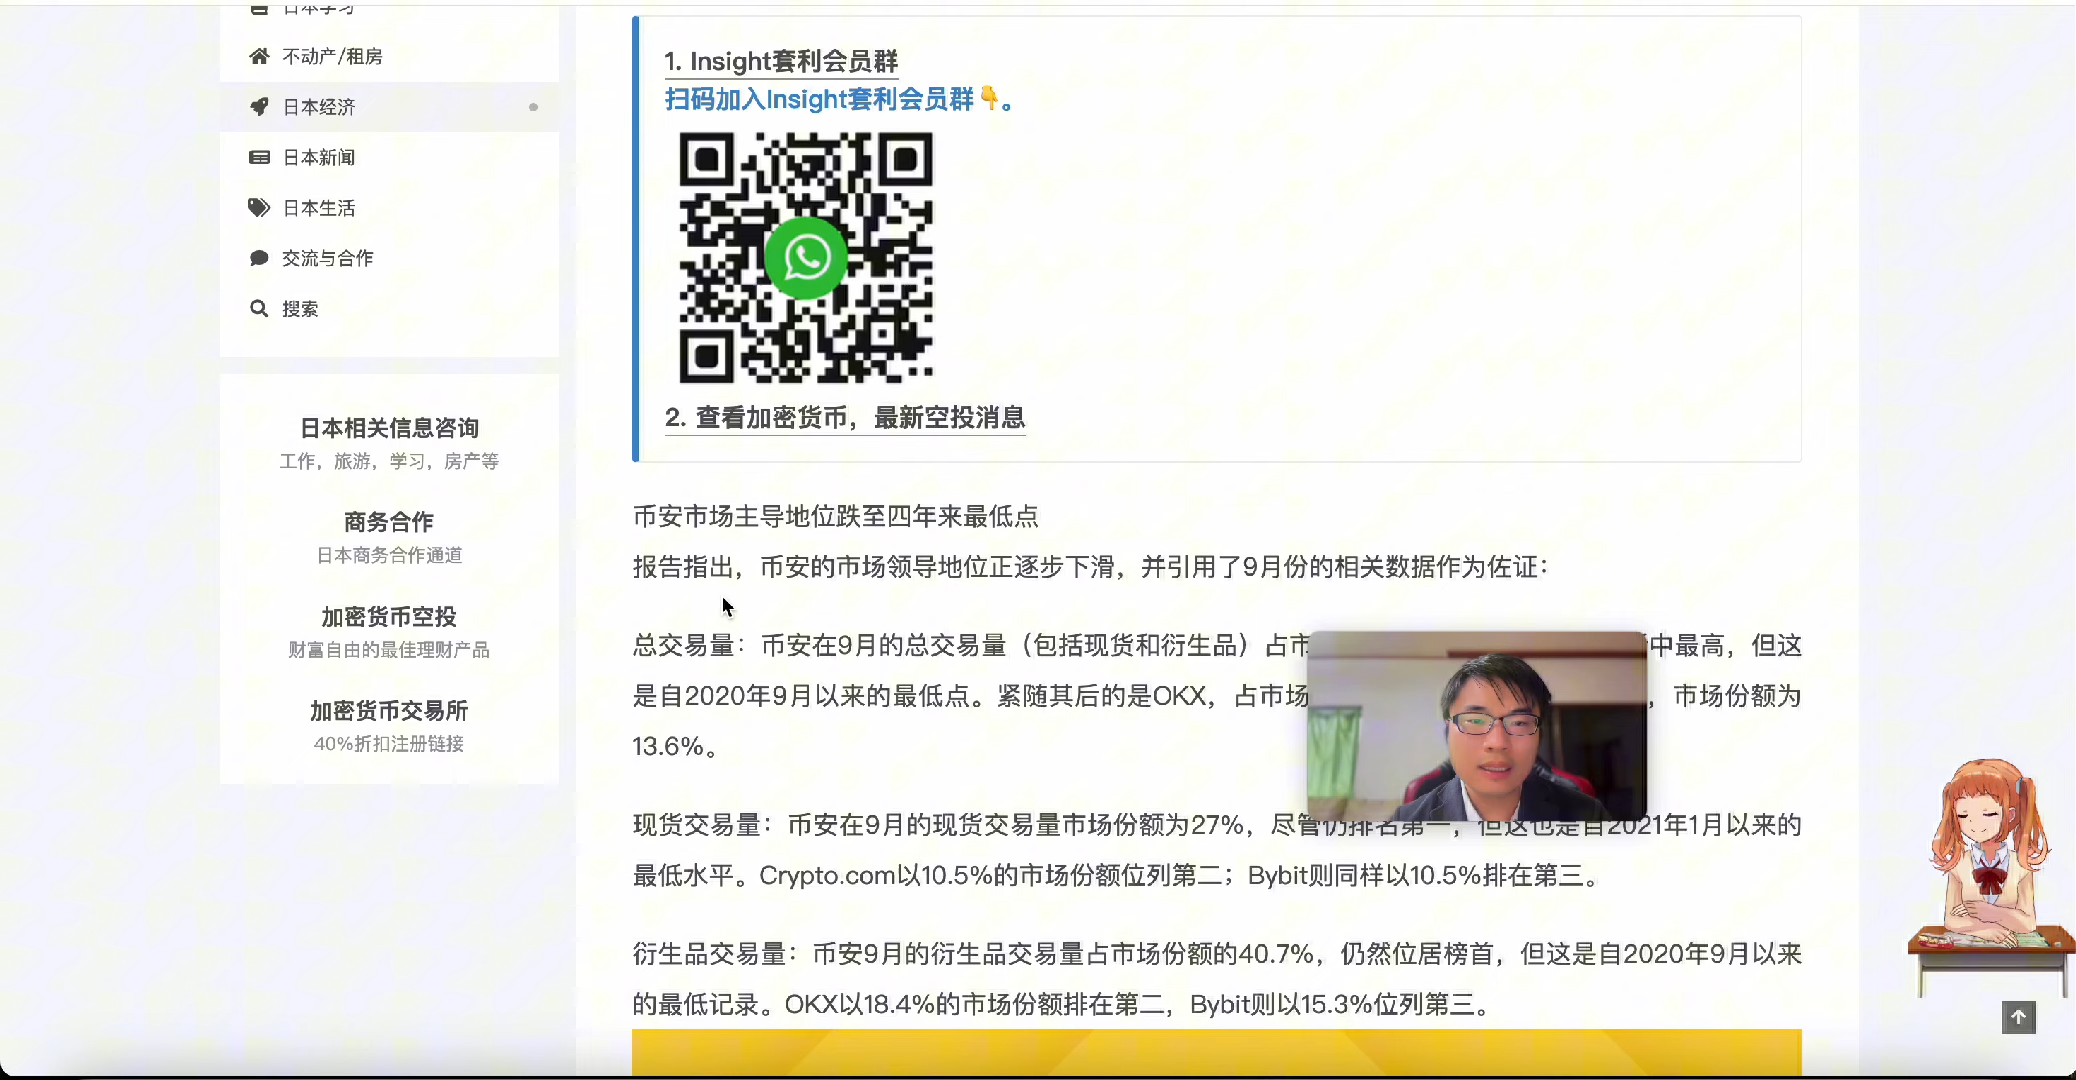 日本学习
不动产/租房
日本经济
日本新闻
日本生活
交流与合作
搜索
日本相关信息咨询
工作，旅游，学习，房产等
商务合作
日本商务合作通道
加密货币空投
财富自由的最佳理财产品
加密货币交易所
40%折扣注册链接
1. Insight套利会员群
扫码加入Insight套利会员群👇。
2. 查看加密货币，最新空投消息
币安市场主导地位跌至四年来最低点
报告指出，币安的市场领导地位正逐步下滑，并引用了9月份的相关数据作为佐证：
总交易量：币安在9月的总交易量（包括现货和衍生品）占市 中最高，但这
是自2020年9月以来的最低点。紧随其后的是OKX，占市场 ，市场份额为
13.6%。
现货交易量：币安在9月的现货交易量市场份额为27%，尽管仍排名第一，但这也是自2021年1月以来的
最低水平。Crypto.com以10.5%的市场份额位列第二；Bybit则同样以10.5%排在第三。
衍生品交易量：币安9月的衍生品交易量占市场份额的40.7%，仍然位居榜首，但这是自2020年9月以来
的最低记录。OKX以18.4%的市场份额排在第二，Bybit则以15.3%位列第三。